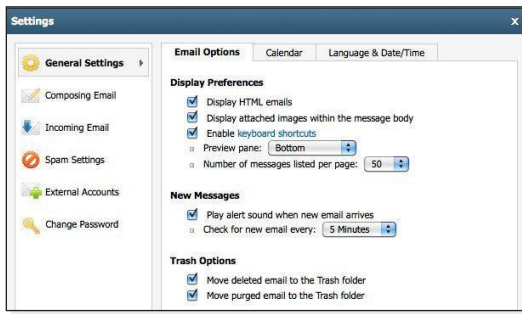 Settings
x
General Settings
Composing Email
Incoming Email
Spam Settings
External Accounts
Change Password
Email Options Calendar Language & Date/Time
Display Preferences
Display HTML emails
Display attached images within the message body
Enable keyboard shortcuts
Preview pane: Bottom
Number of messages listed per page: 50
New Messages
Play alert sound when new email arrives
Check for new email every: 5 Minutes
Trash Options
Move deleted email to the Trash folder
Move purged email to the Trash folder